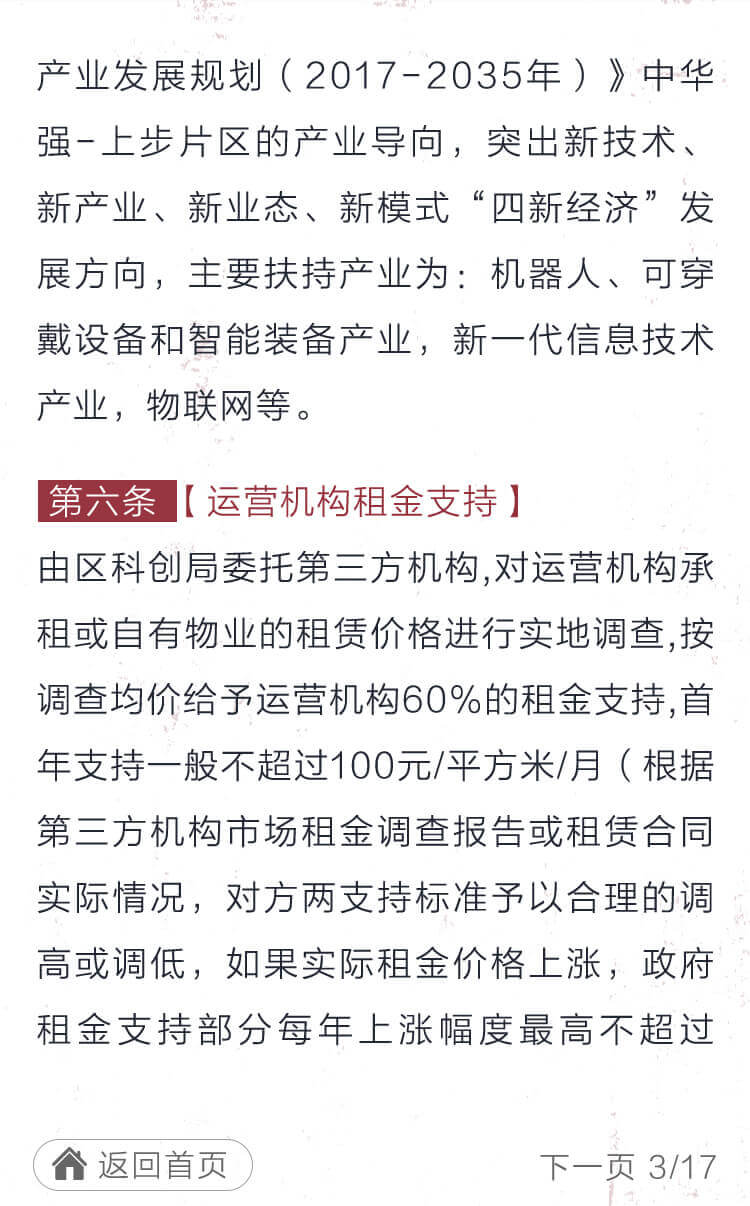 产业发展规划（2017-2035年）》中华
强-上步片区的产业导向，突出新技术、
新产业、新业态、新模式“四新经济”发
展方向，主要扶持产业为：机器人、可穿
戴设备和智能装备产业，新一代信息技术
产业，物联网等。
第六条【运营机构租金支持】
由区科创局委托第三方机构,对运营机构承
租或自有物业的租赁价格进行实地调查,按
调查均价给予运营机构60%的租金支持,首
年支持一般不超过100元/平方米/月（根据
第三方机构市场租金调查报告或租赁合同
实际情况，对方两支持标准予以合理的调
高或调低，如果实际租金价格上涨，政府
租金支持部分每年上涨幅度最高不超过
返回首页 下一页 3/17